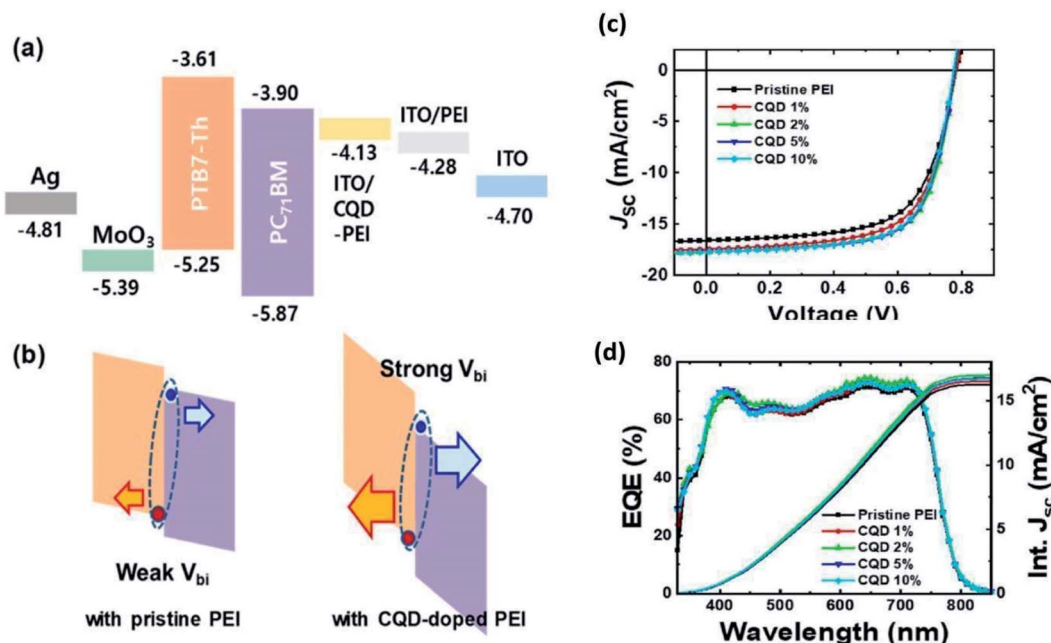 (a)
-3.61
-3.90
PTB7-Th
PC₇₁BM
ITO/PEI
-4.13
-4.28
ITO
Ag
ITO/
CQD
-PEI
-4.70
-4.81
MoO₃
-5.25
-5.39
-5.87
(b)
Strong V_bi
Weak V_bi
with pristine PEI
with CQD-doped PEI
(c)
J_SC (mA/cm²)
0
-5
-10
-15
-20
Pristine PEI
CQD 1%
CQD 2%
CQD 5%
CQD 10%
0.0
0.2
0.4
0.6
0.8
Voltage (V)
(d)
EQE (%)
80
60
40
20
0
Pristine PEI
CQD 1%
CQD 2%
CQD 5%
CQD 10%
15
10
5
0
Int. J_SC (mA/cm²)
400
500
600
700
800
Wavelength (nm)